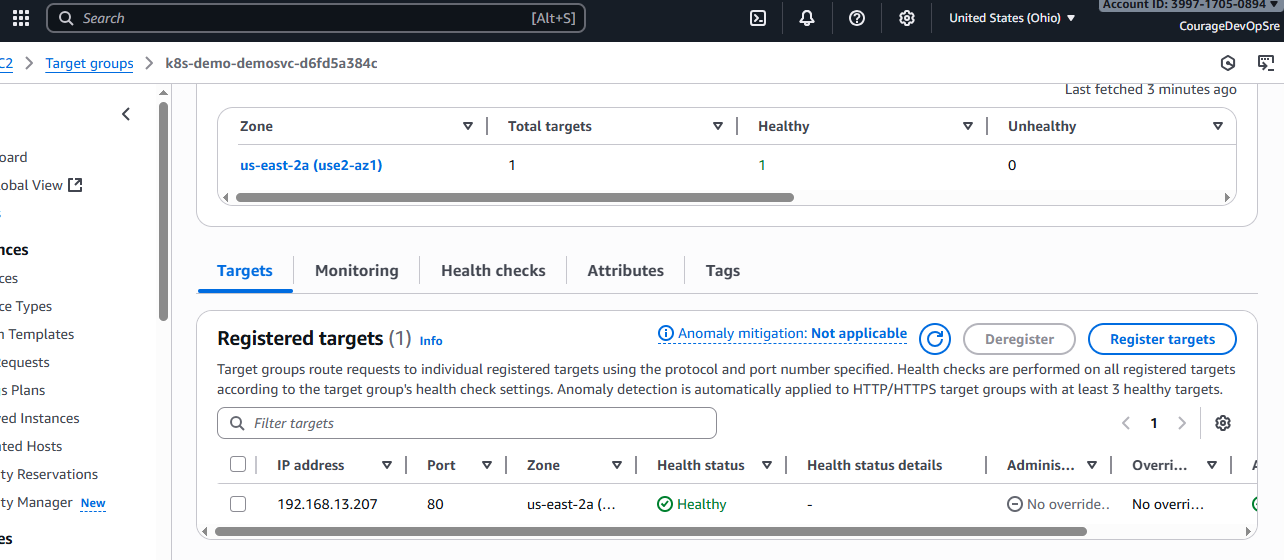 Search [Alt+S] United States (Ohio) Account ID: 3997-1705-0894
CourageDevOpSre
C2 Target groups k8s-demo-demosvc-d6fd5a384c
Last fetched 3 minutes ago
Zone Total targets Healthy Unhealthy
us-east-2a (use2-az1) 1 1 0
oard
obal View
s
nces
ces
ce Types
h Templates
Requests
s Plans
ved Instances
ated Hosts
ty Reservations
ty Manager New
es
Targets Monitoring Health checks Attributes Tags
Registered targets (1) Info Anomaly mitigation: Not applicable Deregister Register targets
Target groups route requests to individual registered targets using the protocol and port number specified. Health checks are performed on all registered targets
according to the target group's health check settings. Anomaly detection is automatically applied to HTTP/HTTPS target groups with at least 3 healthy targets.
Filter targets 1
IP address Port Zone Health status Health status details Adminis... Overri...
192.168.13.207 80 us-east-2a (... Healthy - No override.. No overri...